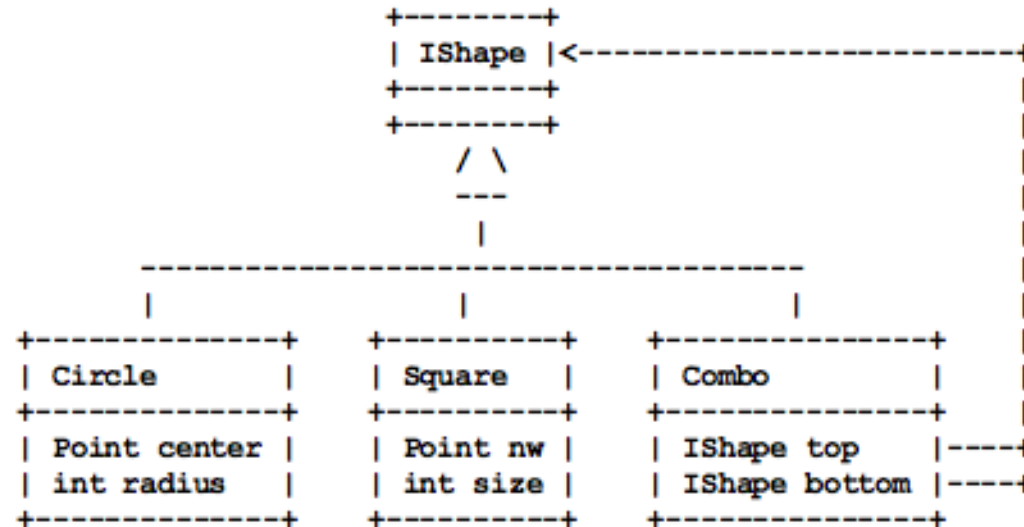 +--------+
| IShape |<-------------------------+
+--------+                          |
+--------+                          |
/ \                                 |
---                                 |
|                                   |
--------------------------------------
| | |                               |
+--------------+ +----------+ +---------------+ |
| Circle | | Square | | Combo | |
+--------------+ +----------+ +---------------+ |
| Point center | | Point nw | | IShape top |----+
| int radius | | int size | | IShape bottom |----+
+--------------+ +----------+ +---------------+